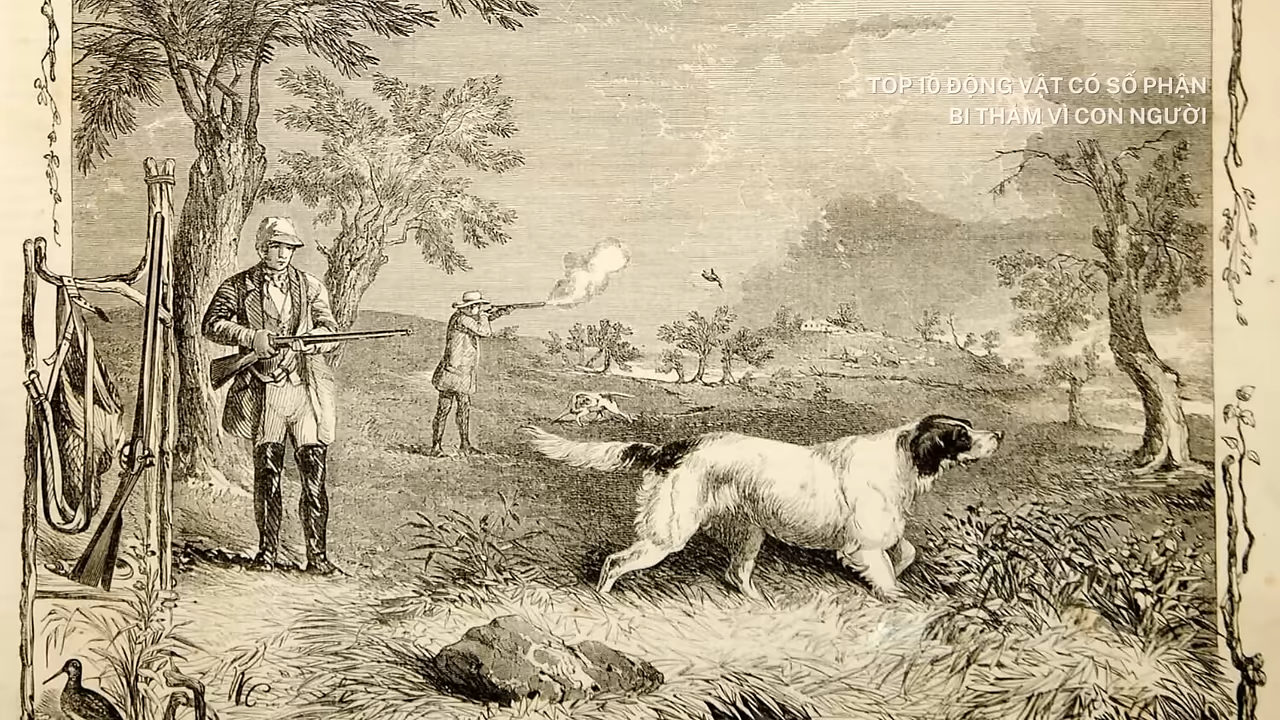 TOP 10 ĐỘNG VẬT CÓ SỐ PHẬN
BI THẢM VÌ CON NGƯỜI